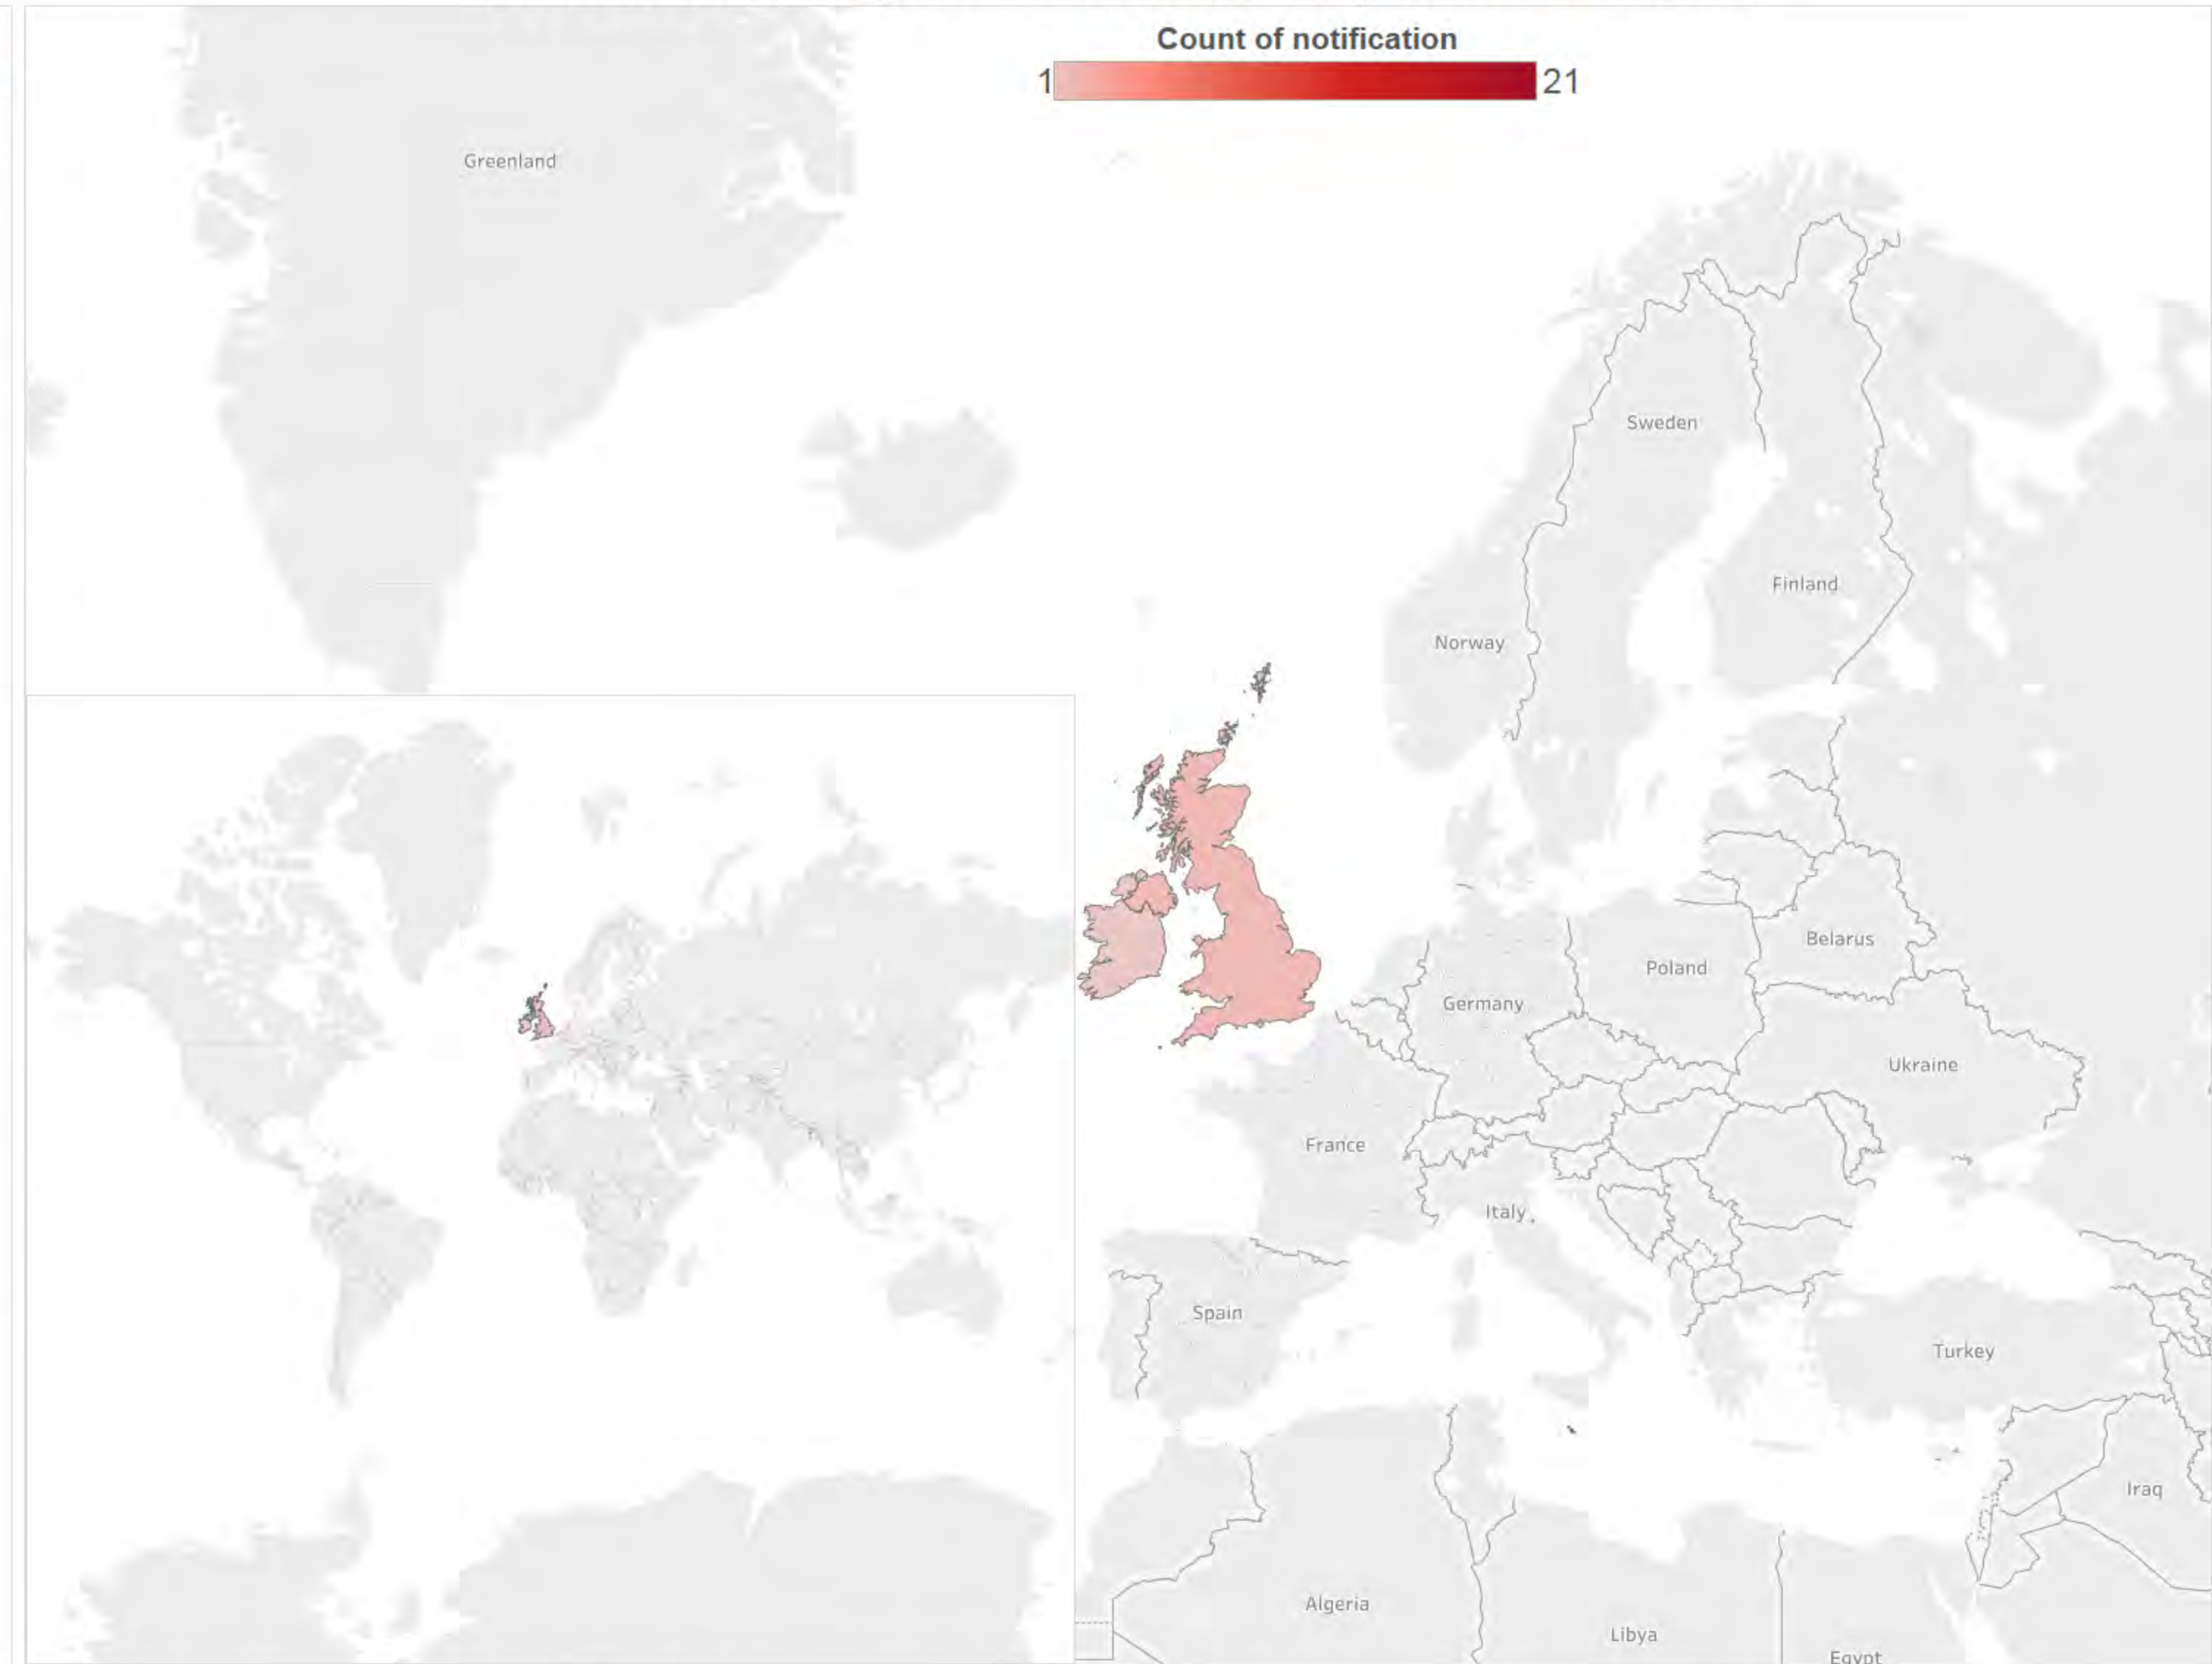 Count of notification
1 21
Greenland
Sweden
Finland
Norway
Belarus
Poland
Germany
Ukraine
France
Italy
Spain
Turkey
Iraq
Algeria
Libya
Egypt